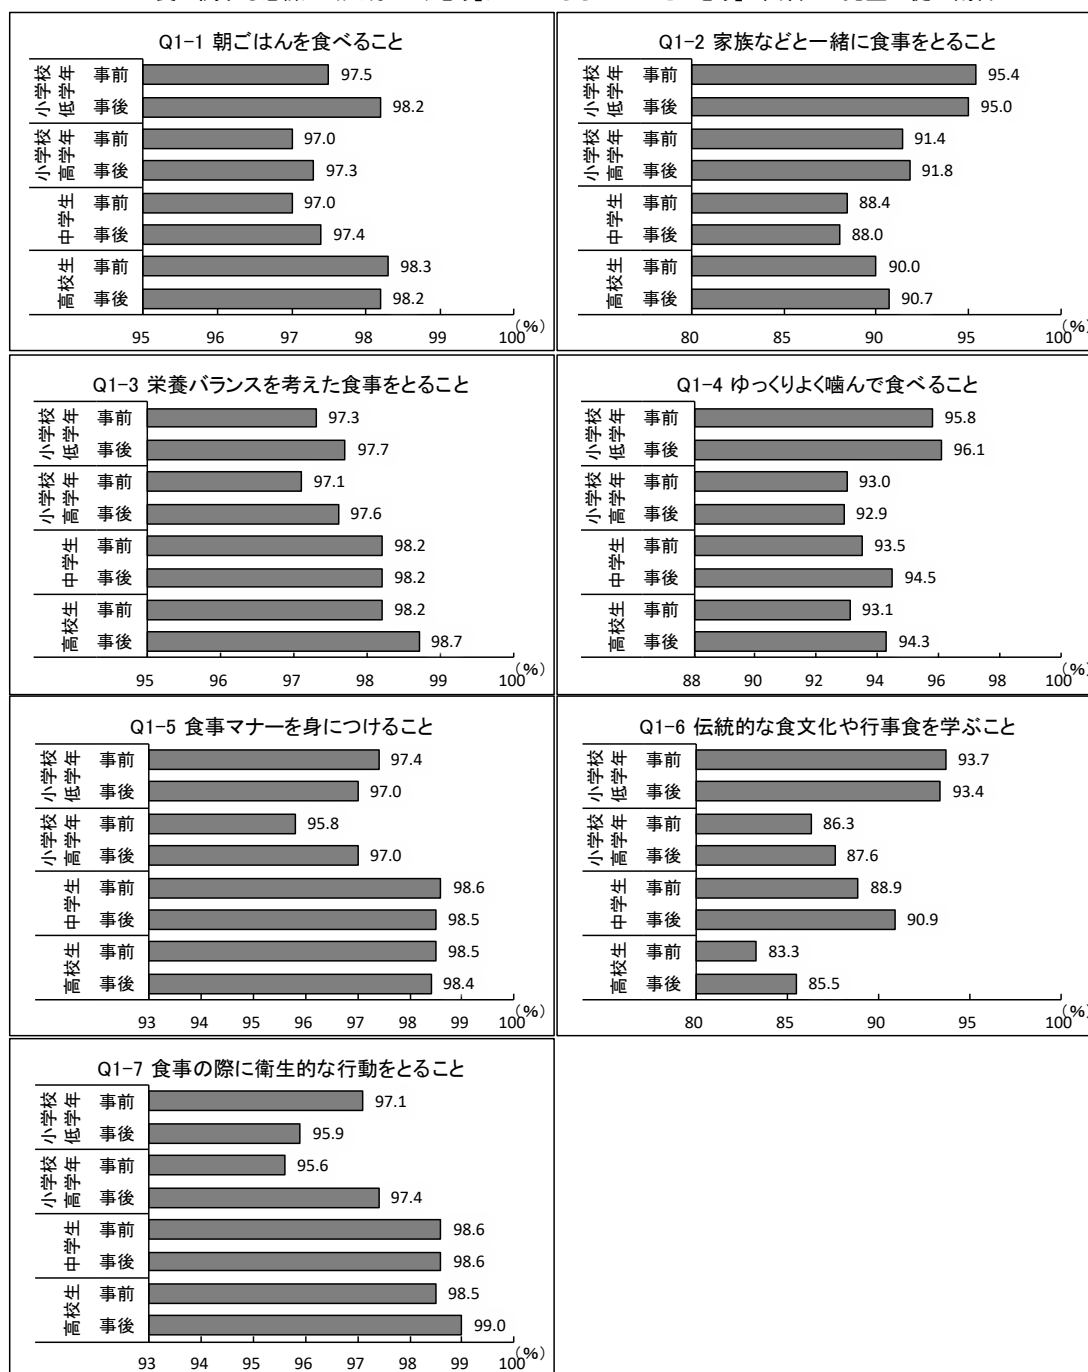 Q1-1 朝ごはんを食べること
小学校低学年 事前 97.5
事後 98.2
小学校高学年 事前 97.0
事後 97.3
中学生 事前 97.0
事後 97.4
高校生 事前 98.3
事後 98.2
95 96 97 98 99 100 (%)
Q1-2 家族などと一緒に食事をとること
小学校低学年 事前 95.4
事後 95.0
小学校高学年 事前 91.4
事後 91.8
中学生 事前 88.4
事後 88.0
高校生 事前 90.0
事後 90.7
80 85 90 95 100 (%)
Q1-3 栄養バランスを考えた食事をとること
小学校低学年 事前 97.3
事後 97.7
小学校高学年 事前 97.1
事後 97.6
中学生 事前 98.2
事後 98.2
高校生 事前 98.2
事後 98.7
95 96 97 98 99 100 (%)
Q1-4 ゆっくりよく噛んで食べること
小学校低学年 事前 95.8
事後 96.1
小学校高学年 事前 93.0
事後 92.9
中学生 事前 93.5
事後 94.5
高校生 事前 93.1
事後 94.3
88 90 92 94 96 98 100 (%)
Q1-5 食事マナーを身につけること
小学校低学年 事前 97.4
事後 97.0
小学校高学年 事前 95.8
事後 97.0
中学生 事前 98.6
事後 98.5
高校生 事前 98.5
事後 98.4
93 94 95 96 97 98 99 100 (%)
Q1-6 伝統的な食文化や行事食を学ぶこと
小学校低学年 事前 93.7
事後 93.4
小学校高学年 事前 86.3
事後 87.6
中学生 事前 88.9
事後 90.9
高校生 事前 83.3
事後 85.5
80 85 90 95 100 (%)
Q1-7 食事の際に衛生的な行動をとること
小学校低学年 事前 97.1
事後 95.9
小学校高学年 事前 95.6
事後 97.4
中学生 事前 98.6
事後 98.6
高校生 事前 98.5
事後 99.0
93 94 95 96 97 98 99 100 (%)